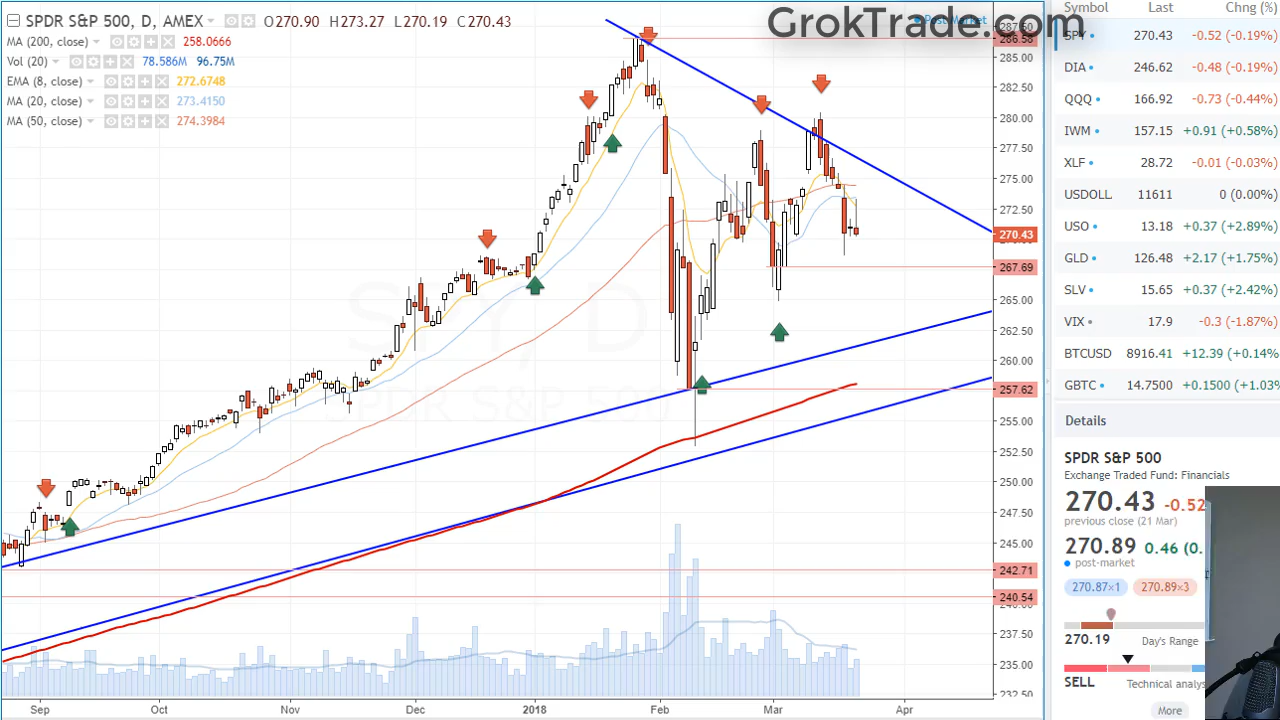 SPDR S&P 500, D, AMEX O270.90 H273.27 L270.19 C270.43
MA (200, close) 258.0666
Vol (20) 78.586M 96.75M
EMA (8, close) 272.6748
MA (20, close) 273.4150
MA (50, close) 274.3984
GrokTrade.com
Post Market
SPY, D
SPDR S&P 500
287.50
286.58
285.00
282.50
280.00
277.50
275.00
272.50
270.43
267.69
265.00
262.50
260.00
257.62
255.00
252.50
250.00
247.50
245.00
242.71
240.54
237.50
235.00
232.50
Sep Oct Nov Dec 2018 Feb Mar Apr
Symbol Last Chng (%)
SPY 270.43 -0.52 (-0.19%)
DIA 246.62 -0.48 (-0.19%)
QQQ 166.92 -0.73 (-0.44%)
IWM 157.15 +0.91 (+0.58%)
XLF 28.72 -0.01 (-0.03%)
USDOLL 11611 0 (0.00%)
USO 13.18 +0.37 (+2.89%)
GLD 126.48 +2.17 (+1.75%)
SLV 15.65 +0.37 (+2.42%)
VIX 17.9 -0.3 (-1.87%)
BTCUSD 8916.41 +12.39 (+0.14%
GBTC 14.7500 +0.1500 (+1.03%
Details
SPDR S&P 500
Exchange Traded Fund: Financials
270.43 -0.52
previous close (21 Mar)
270.89 0.46 (0.
post-market
270.87×1 270.89×3
270.19 Day's Range
SELL Technical analys
More